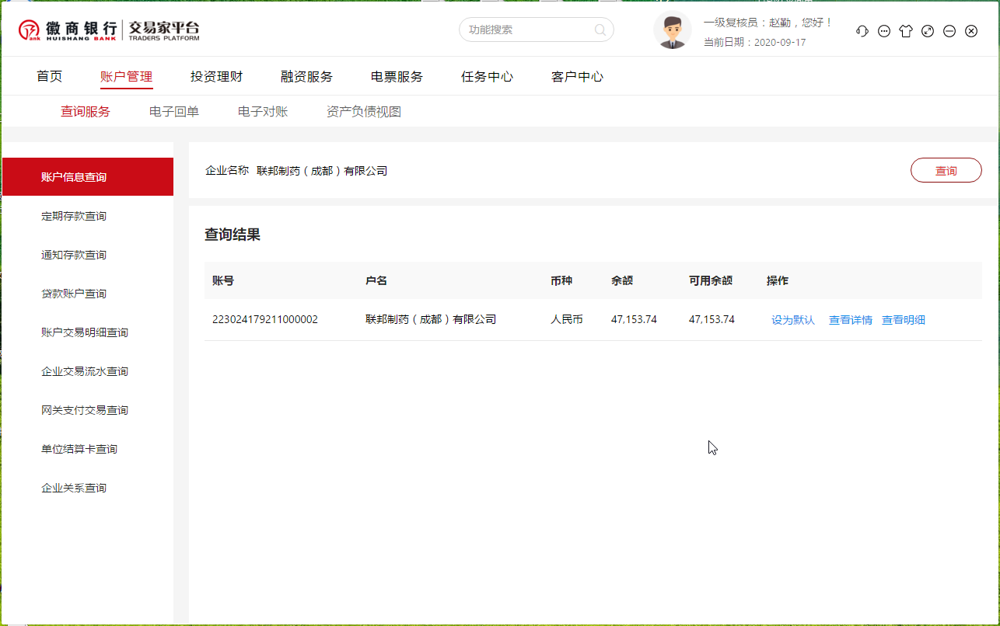 徽商银行 交易家平台
HUISHANG BANK TRADERS PLATFORM
功能搜索
一级复核员：赵勤，您好！
当前日期：2020-09-17
首页 账户管理 投资理财 融资服务 电票服务 任务中心 客户中心
查询服务 电子回单 电子对账 资产负债视图
账户信息查询
定期存款查询
通知存款查询
贷款账户查询
账户交易明细查询
企业交易流水查询
网关支付交易查询
单位结算卡查询
企业关系查询
企业名称 联邦制药（成都）有限公司 查询
查询结果
账号 户名 币种 余额 可用余额 操作
223024179211000002 联邦制药（成都）有限公司 人民币 47,153.74 47,153.74 设为默认 查看详情 查看明细